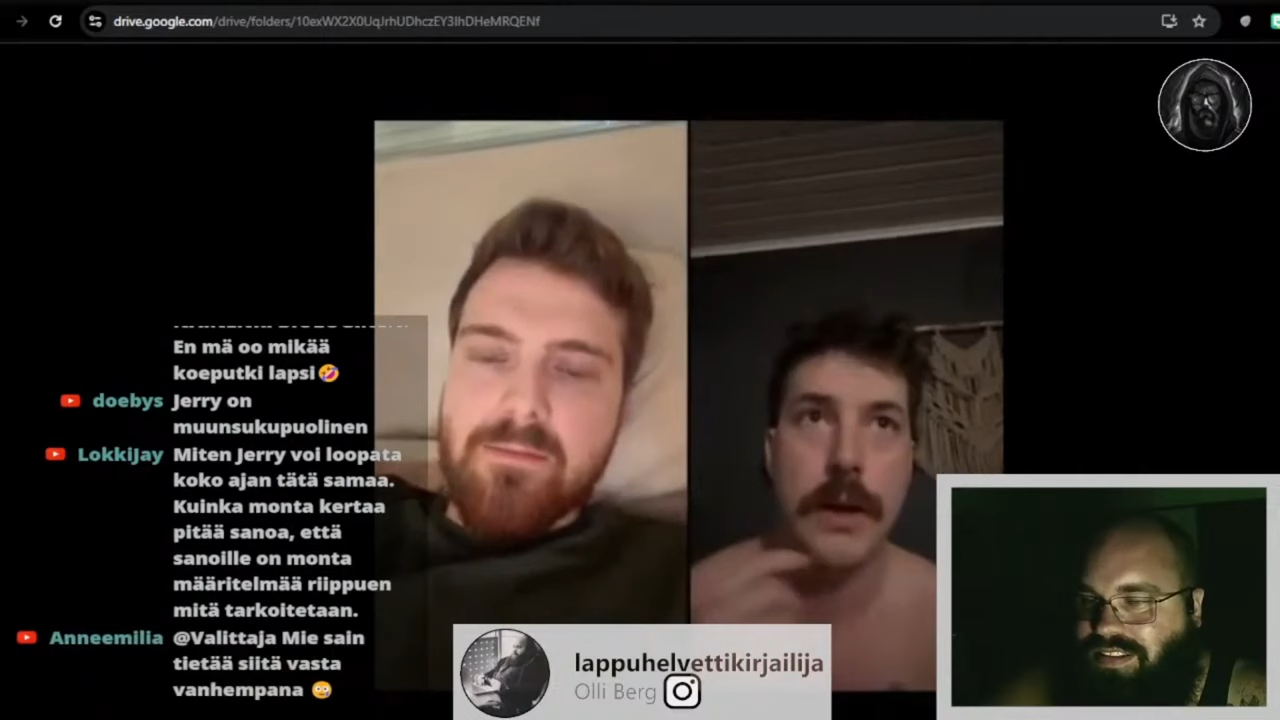 drive.google.com/drive/folders/10exWX2X0UqJrhUDhczEY3IhDHeMRQENf
En mä oo mikää
koeputki lapsi🤣
doebys Jerry on
muunsukupuolinen
LokkiJay Miten Jerry voi loopata
koko ajan tätä samaa.
Kuinka monta kertaa
pitää sanoa, että
sanoille on monta
määritelmää riippuen
mitä tarkoitetaan.
Anneemilia @Valittaja Mie sain
tietää siitä vasta
vanhempana 😳
lappuhelvettikirjailija
Olli Berg